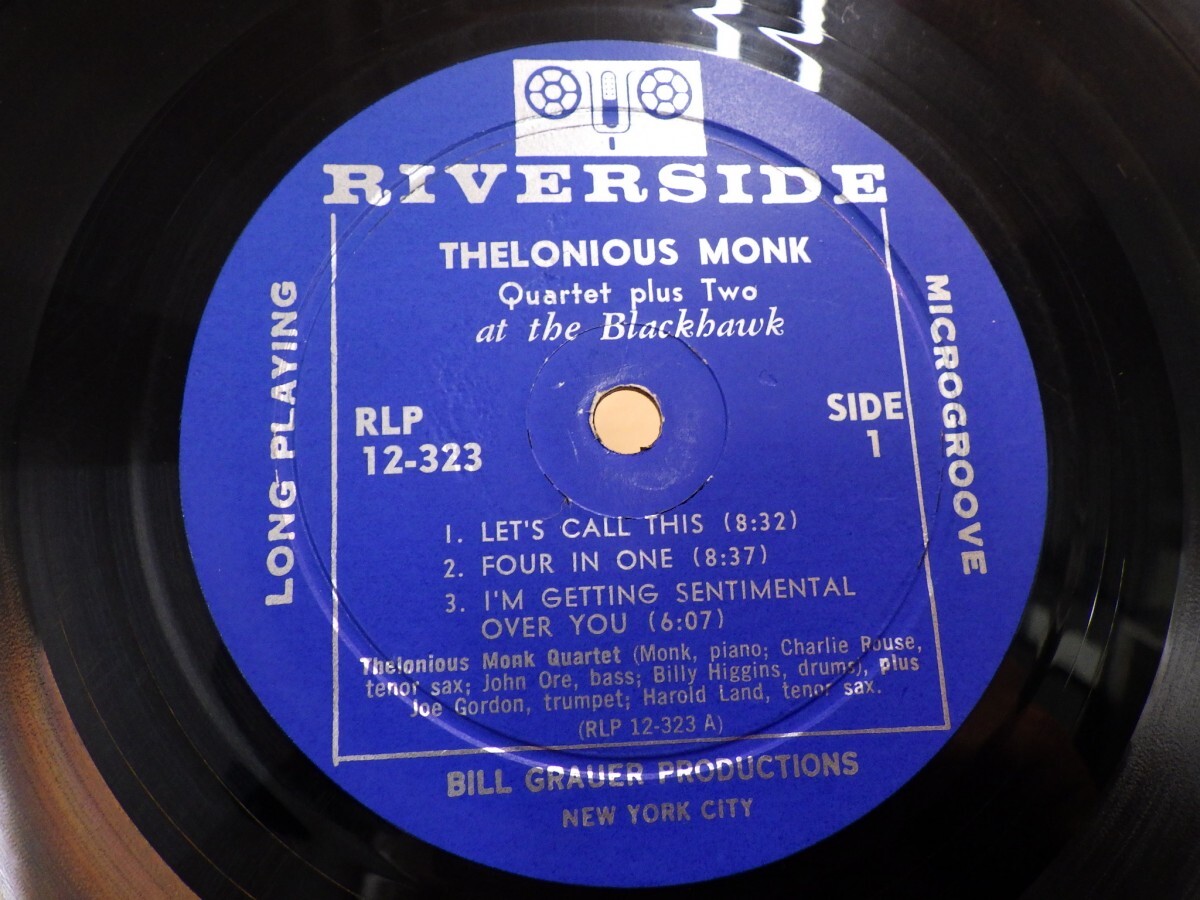 RIVERSIDE
THELONIOUS MONK
Quartet plus Two
at the Blackhawk
LONG PLAYING
MICROGROOVE
RLP
12-323
SIDE
1
1. LET'S CALL THIS (8:32)
2. FOUR IN ONE (8:37)
3. I'M GETTING SENTIMENTAL
OVER YOU (6:07)
Thelonious Monk Quartet (Monk, piano; Charlie Rouse,
tenor sax; John Ore, bass; Billy Higgins, drums), plus
Joe Gordon, trumpet; Harold Land, tenor sax.
(RLP 12-323 A)
BILL GRAUER PRODUCTIONS
NEW YORK CITY